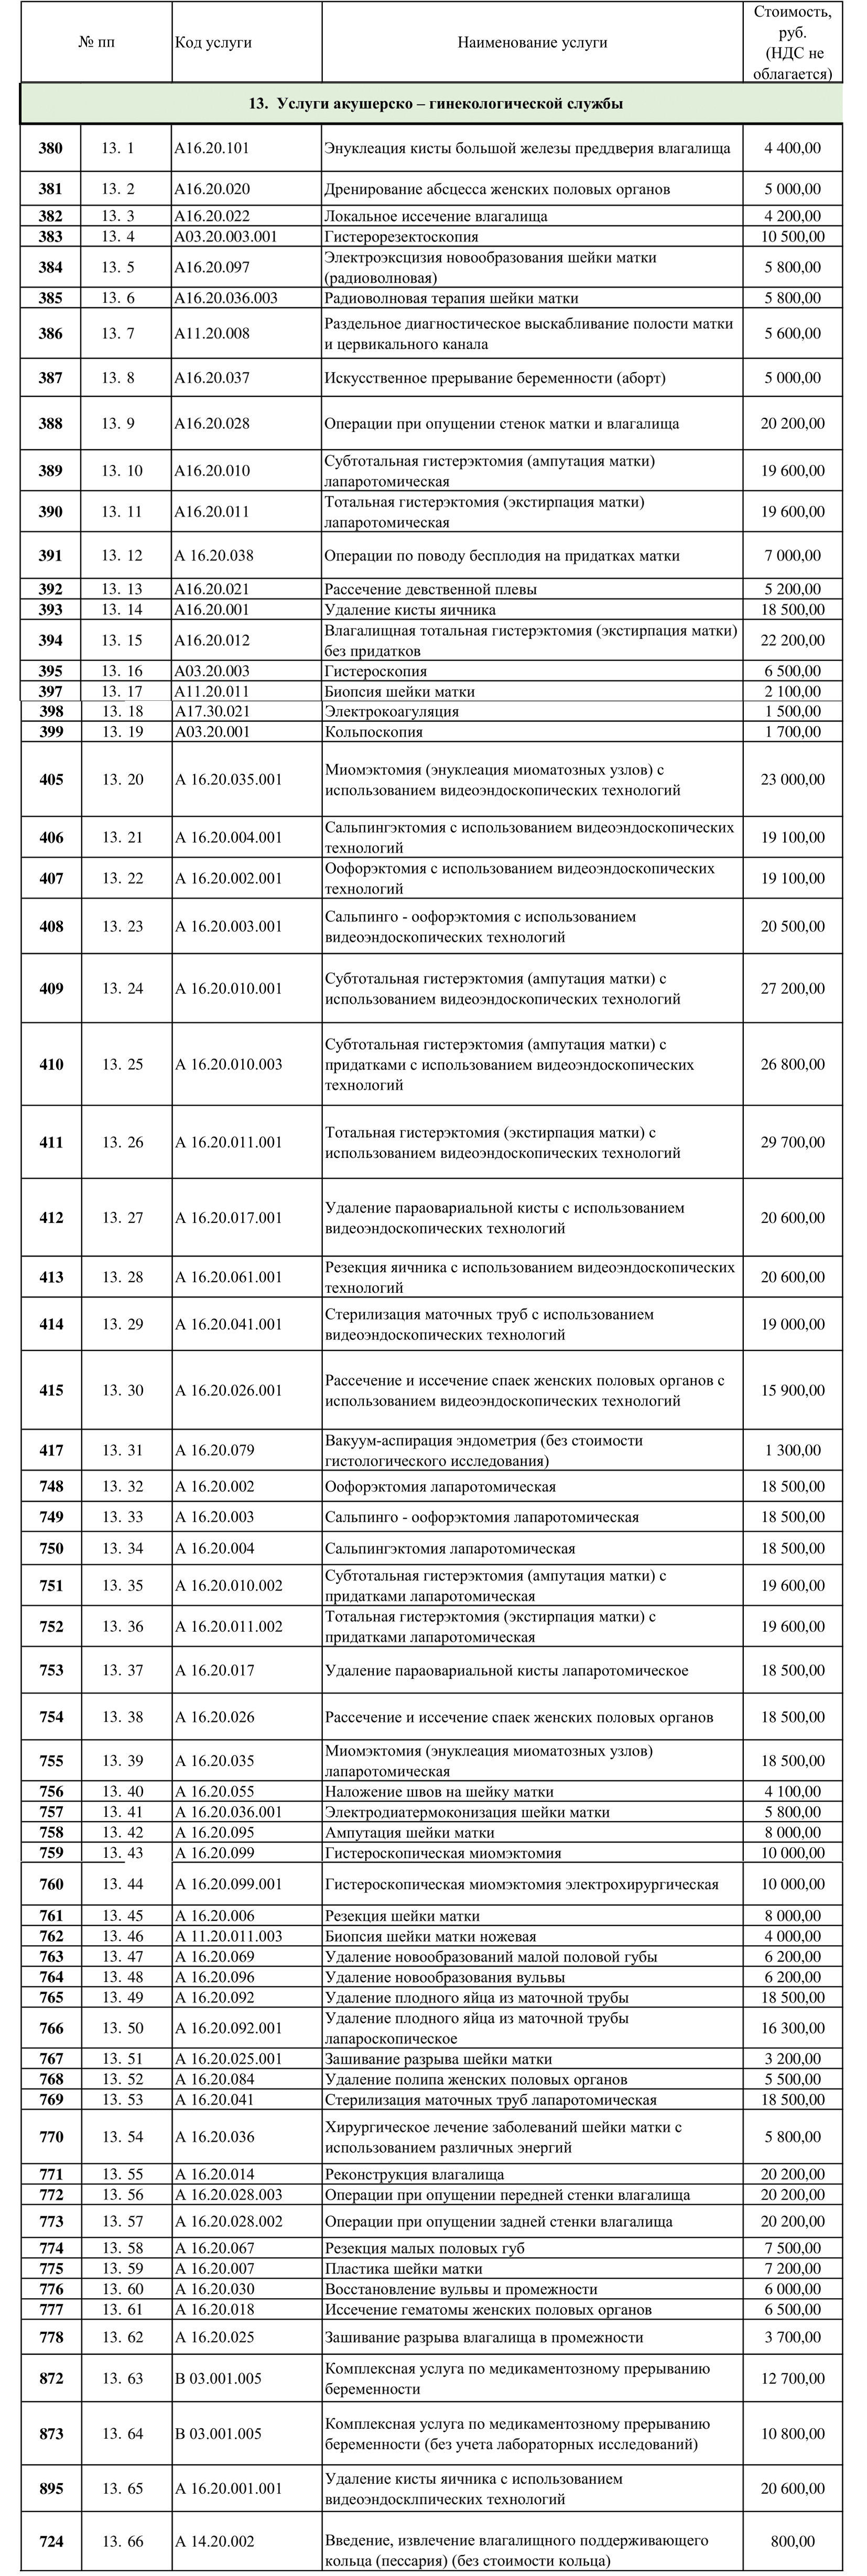 № пп Код услуги Наименование услуги Стоимость,
руб.
(НДС не
облагается)
13. Услуги акушерско – гинекологической службы
380 13. 1 А16.20.101 Энуклеация кисты большой железы преддверия влагалища 4 400,00
381 13. 2 А16.20.020 Дренирование абсцесса женских половых органов 5 000,00
382 13. 3 А16.20.022 Локальное иссечение влагалища 4 200,00
383 13. 4 А03.20.003.001 Гистерорезектоскопия 10 500,00
384 13. 5 А16.20.097 Электроэксцизия новообразования шейки матки
(радиоволновая) 5 800,00
385 13. 6 А16.20.036.003 Радиоволновая терапия шейки матки 5 800,00
386 13. 7 А11.20.008 Раздельное диагностическое выскабливание полости матки
и цервикального канала 5 600,00
387 13. 8 А16.20.037 Искусственное прерывание беременности (аборт) 5 000,00
388 13. 9 А16.20.028 Операции при опущении стенок матки и влагалища 20 200,00
389 13. 10 А16.20.010 Субтотальная гистерэктомия (ампутация матки)
лапаротомическая 19 600,00
390 13. 11 А16.20.011 Тотальная гистерэктомия (экстирпация матки)
лапаротомическая 19 600,00
391 13. 12 А 16.20.038 Операции по поводу бесплодия на придатках матки 7 000,00
392 13. 13 А16.20.021 Рассечение девственной плевы 5 200,00
393 13. 14 А16.20.001 Удаление кисты яичника 18 500,00
394 13. 15 А16.20.012 Влагалищная тотальная гистерэктомия (экстирпация матки)
без придатков 22 200,00
395 13. 16 А03.20.003 Гистероскопия 6 500,00
397 13. 17 А11.20.011 Биопсия шейки матки 2 100,00
398 13. 18 А17.30.021 Электрокоагуляция 1 500,00
399 13. 19 А03.20.001 Кольпоскопия 1 700,00
405 13. 20 А 16.20.035.001 Миомэктомия (энуклеация миоматозных узлов) с
использованием видеоэндоскопических технологий 23 000,00
406 13. 21 А 16.20.004.001 Сальпингэктомия с использованием видеоэндоскопических
технологий 19 100,00
407 13. 22 А 16.20.002.001 Оофорэктомия с использованием видеоэндоскопических
технологий 19 100,00
408 13. 23 А 16.20.003.001 Сальпинго - оофорэктомия с использованием
видеоэндоскопических технологий 20 500,00
409 13. 24 А 16.20.010.001 Субтотальная гистерэктомия (ампутация матки) с
использованием видеоэндоскопических технологий 27 200,00
410 13. 25 А 16.20.010.003 Субтотальная гистерэктомия (ампутация матки) с
придатками с использованием видеоэндоскопических
технологий 26 800,00
411 13. 26 А 16.20.011.001 Тотальная гистерэктомия (экстирпация матки) с
использованием видеоэндоскопических технологий 29 700,00
412 13. 27 А 16.20.017.001 Удаление параовариальной кисты с использованием
видеоэндоскопических технологий 20 600,00
413 13. 28 А 16.20.061.001 Резекция яичника с использованием видеоэндоскопических
технологий 20 600,00
414 13. 29 А 16.20.041.001 Стерилизация маточных труб с использованием
видеоэндоскопических технологий 19 000,00
415 13. 30 А 16.20.026.001 Рассечение и иссечение спаек женских половых органов с
использованием видеоэндоскопических технологий 15 900,00
417 13. 31 А 16.20.079 Вакуум-аспирация эндометрия (без стоимости
гистологического исследования) 1 300,00
748 13. 32 А 16.20.002 Оофорэктомия лапаротомическая 18 500,00
749 13. 33 А 16.20.003 Сальпинго - оофорэктомия лапаротомическая 18 500,00
750 13. 34 А 16.20.004 Сальпингэктомия лапаротомическая 18 500,00
751 13. 35 А 16.20.010.002 Субтотальная гистерэктомия (ампутация матки) с
придатками лапаротомическая 19 600,00
752 13. 36 А 16.20.011.002 Тотальная гистерэктомия (экстирпация матки) с
придатками лапаротомическая 19 600,00
753 13. 37 А 16.20.017 Удаление параовариальной кисты лапаротомическое 18 500,00
754 13. 38 А 16.20.026 Рассечение и иссечение спаек женских половых органов 18 500,00
755 13. 39 А 16.20.035 Миомэктомия (энуклеация миоматозных узлов)
лапаротомическая 18 500,00
756 13. 40 А 16.20.055 Наложение швов на шейку матки 4 100,00
757 13. 41 А 16.20.036.001 Электродиатермоконизация шейки матки 5 800,00
758 13. 42 А 16.20.095 Ампутация шейки матки 8 000,00
759 13. 43 А 16.20.099 Гистероскопическая миомэктомия 10 000,00
760 13. 44 А 16.20.099.001 Гистероскопическая миомэктомия электрохирургическая 10 000,00
761 13. 45 А 16.20.006 Резекция шейки матки 8 000,00
762 13. 46 А 11.20.011.003 Биопсия шейки матки ножевая 4 000,00
763 13. 47 А 16.20.069 Удаление новообразований малой половой губы 6 200,00
764 13. 48 А 16.20.096 Удаление новообразования вульвы 6 200,00
765 13. 49 А 16.20.092 Удаление плодного яйца из маточной трубы 18 500,00
766 13. 50 А 16.20.092.001 Удаление плодного яйца из маточной трубы
лапароскопическое 16 300,00
767 13. 51 А 16.20.025.001 Зашивание разрыва шейки матки 3 200,00
768 13. 52 А 16.20.084 Удаление полипа женских половых органов 5 500,00
769 13. 53 А 16.20.041 Стерилизация маточных труб лапаротомическая 18 500,00
770 13. 54 А 16.20.036 Хирургическое лечение заболеваний шейки матки с
использованием различных энергий 5 800,00
771 13. 55 А 16.20.014 Реконструкция влагалища 20 200,00
772 13. 56 А 16.20.028.003 Операции при опущении передней стенки влагалища 20 200,00
773 13. 57 А 16.20.028.002 Операции при опущении задней стенки влагалища 20 200,00
774 13. 58 А 16.20.067 Резекция малых половых губ 7 500,00
775 13. 59 А 16.20.007 Пластика шейки матки 7 200,00
776 13. 60 А 16.20.030 Восстановление вульвы и промежности 6 000,00
777 13. 61 А 16.20.018 Иссечение гематомы женских половых органов 6 500,00
778 13. 62 А 16.20.025 Зашивание разрыва влагалища в промежности 3 700,00
872 13. 63 В 03.001.005 Комплексная услуга по медикаментозному прерыванию
беременности 12 700,00
873 13. 64 В 03.001.005 Комплексная услуга по медикаментозному прерыванию
беременности (без учета лабораторных исследований) 10 800,00
895 13. 65 А 16.20.001.001 Удаление кисты яичника с использованием
видеоэндосклпических технологий 20 600,00
724 13. 66 А 14.20.002 Введение, извлечение влагалищного поддерживающего
кольца (пессария) (без стоимости кольца) 800,00